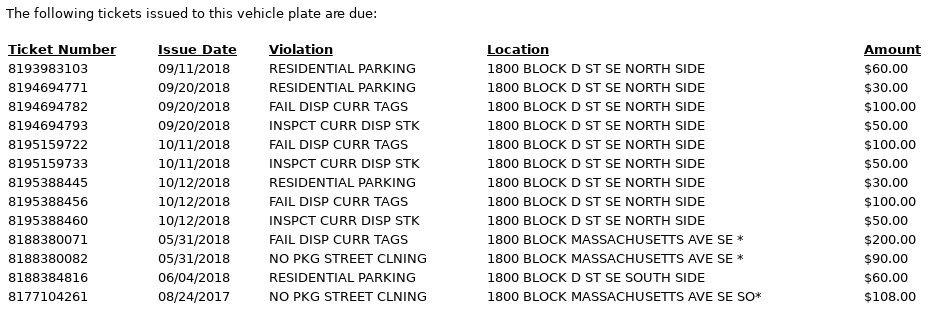 The following tickets issued to this vehicle plate are due:
Ticket Number Issue Date Violation Location Amount
8193983103 09/11/2018 RESIDENTIAL PARKING 1800 BLOCK D ST SE NORTH SIDE $60.00
8194694771 09/20/2018 RESIDENTIAL PARKING 1800 BLOCK D ST SE NORTH SIDE $30.00
8194694782 09/20/2018 FAIL DISP CURR TAGS 1800 BLOCK D ST SE NORTH SIDE $100.00
8194694793 09/20/2018 INSPCT CURR DISP STK 1800 BLOCK D ST SE NORTH SIDE $50.00
8195159722 10/11/2018 FAIL DISP CURR TAGS 1800 BLOCK D ST SE NORTH SIDE $100.00
8195159733 10/11/2018 INSPCT CURR DISP STK 1800 BLOCK D ST SE NORTH SIDE $50.00
8195388445 10/12/2018 RESIDENTIAL PARKING 1800 BLOCK D ST SE NORTH SIDE $30.00
8195388456 10/12/2018 FAIL DISP CURR TAGS 1800 BLOCK D ST SE NORTH SIDE $100.00
8195388460 10/12/2018 INSPCT CURR DISP STK 1800 BLOCK D ST SE NORTH SIDE $50.00
8188380071 05/31/2018 FAIL DISP CURR TAGS 1800 BLOCK MASSACHUSETTS AVE SE * $200.00
8188380082 05/31/2018 NO PKG STREET CLNING 1800 BLOCK MASSACHUSETTS AVE SE * $90.00
8188384816 06/04/2018 RESIDENTIAL PARKING 1800 BLOCK D ST SE SOUTH SIDE $60.00
8177104261 08/24/2017 NO PKG STREET CLNING 1800 BLOCK MASSACHUSETTS AVE SE SO* $108.00